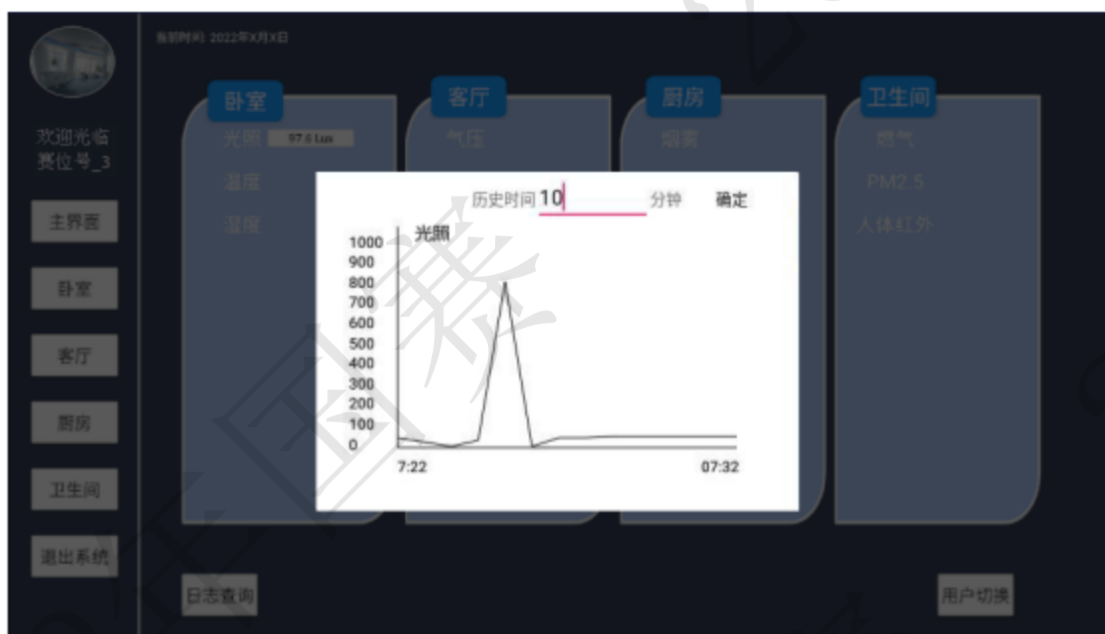 当前时间: 2022年X月X日
欢迎光临
赛位号_3
主界面
卧室
客厅
厨房
卫生间
退出系统
卧室
光照 97.6 Lux
温度
湿度
客厅
气压
厨房
烟雾
卫生间
燃气
PM2.5
人体红外
历史时间 10 分钟 确定
光照
1000
900
800
700
600
500
400
300
200
100
0
7:22 07:32
日志查询
用户切换
国赛